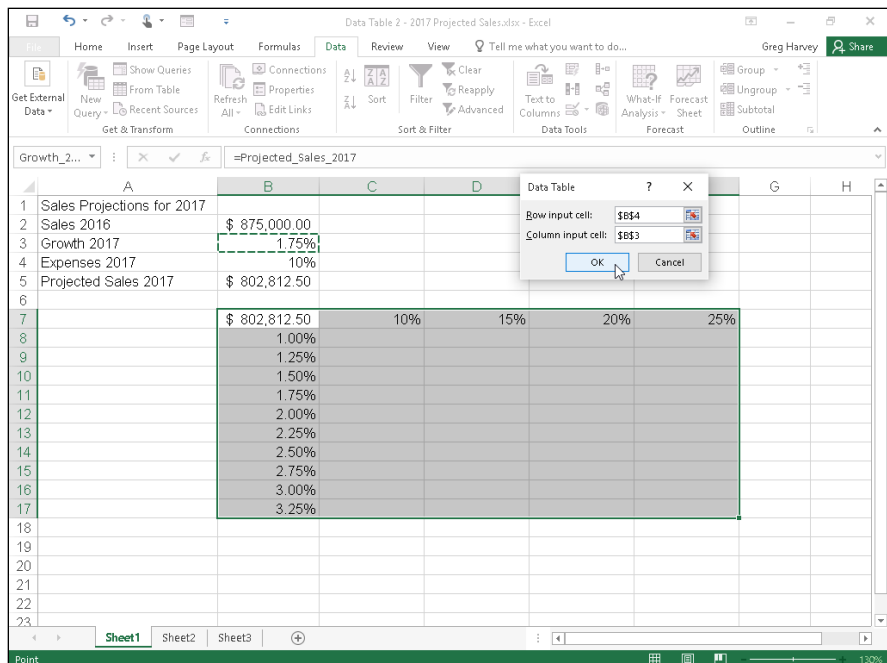 Data Table 2 - 2017 Projected Sales.xlsx - Excel
File Home Insert Page Layout Formulas Data Review View Tell me what you want to do... Greg Harvey Share
Get External Data
New Query
Show Queries
From Table
Recent Sources
Get & Transform
Refresh All
Connections
Properties
Edit Links
Connections
Sort
Filter
Clear
Reapply
Advanced
Sort & Filter
Text to Columns
Data Tools
What-If Analysis
Forecast Sheet
Forecast
Group
Ungroup
Subtotal
Outline
Growth_2... fx =Projected_Sales_2017
A B C D G H
1 Sales Projections for 2017
2 Sales 2016 $ 875,000.00
3 Growth 2017 1.75%
4 Expenses 2017 10%
5 Projected Sales 2017 $ 802,812.50
6
7 $ 802,812.50 10% 15% 20% 25%
8 1.00%
9 1.25%
10 1.50%
11 1.75%
12 2.00%
13 2.25%
14 2.50%
15 2.75%
16 3.00%
17 3.25%
18
19
20
21
22
23
Data Table ? X
Row input cell: $B$4
Column input cell: $B$3
OK Cancel
Sheet1 Sheet2 Sheet3
Point 130%